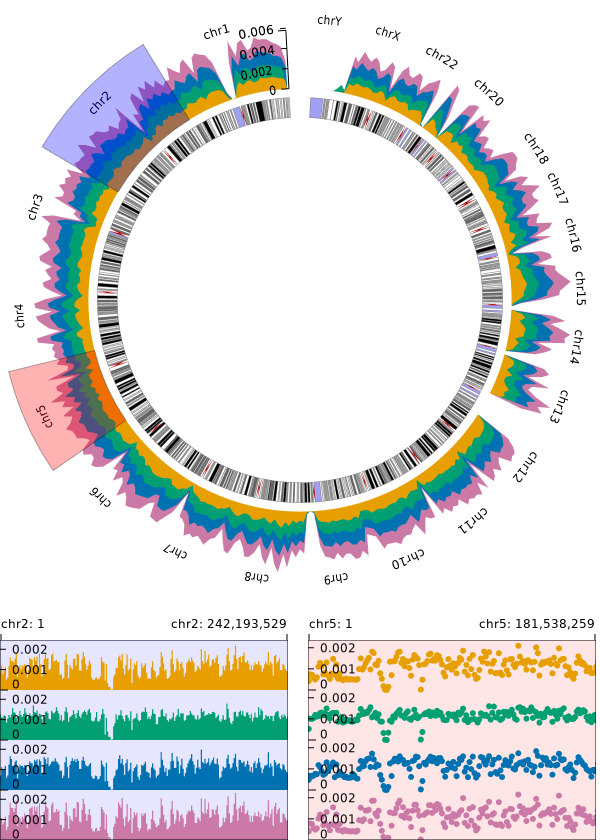 chrY
chrX
chr22
chr20
chr18
chr17
chr16
chr15
chr14
chr13
chr12
chr11
chr10
chr9
chr8
chr7
chr6
chr5
chr4
chr3
chr2
chr1
0.006
0.004
0.002
0
chr2: 1 chr2: 242,193,529
0.002
0.001
0
0.002
0.001
0
0.002
0.001
0
0.002
0.001
chr5: 1 chr5: 181,538,259
0.002
0.001
0
0.002
0.001
0
0.002
0.001
0
0.002
0.001